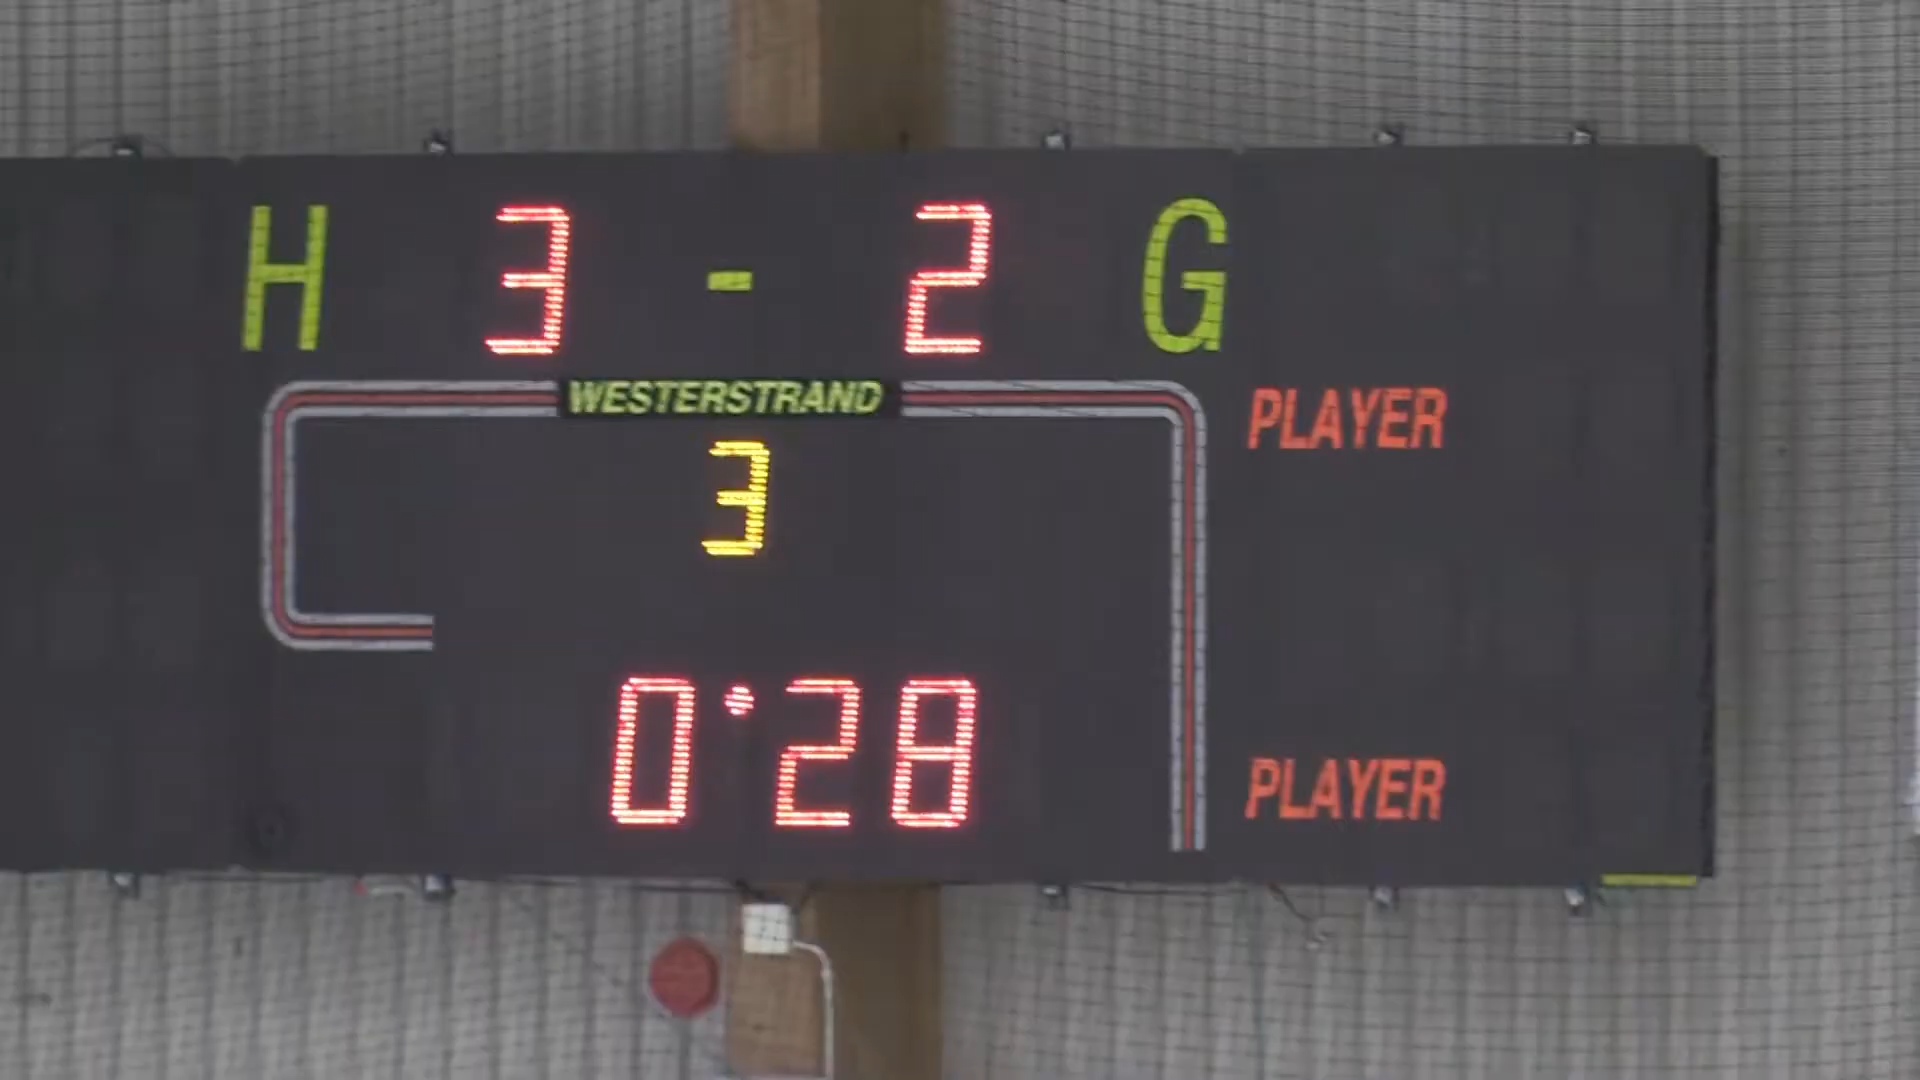 H 3 - 2 G
WESTERSTRAND
PLAYER
3
0:28
PLAYER